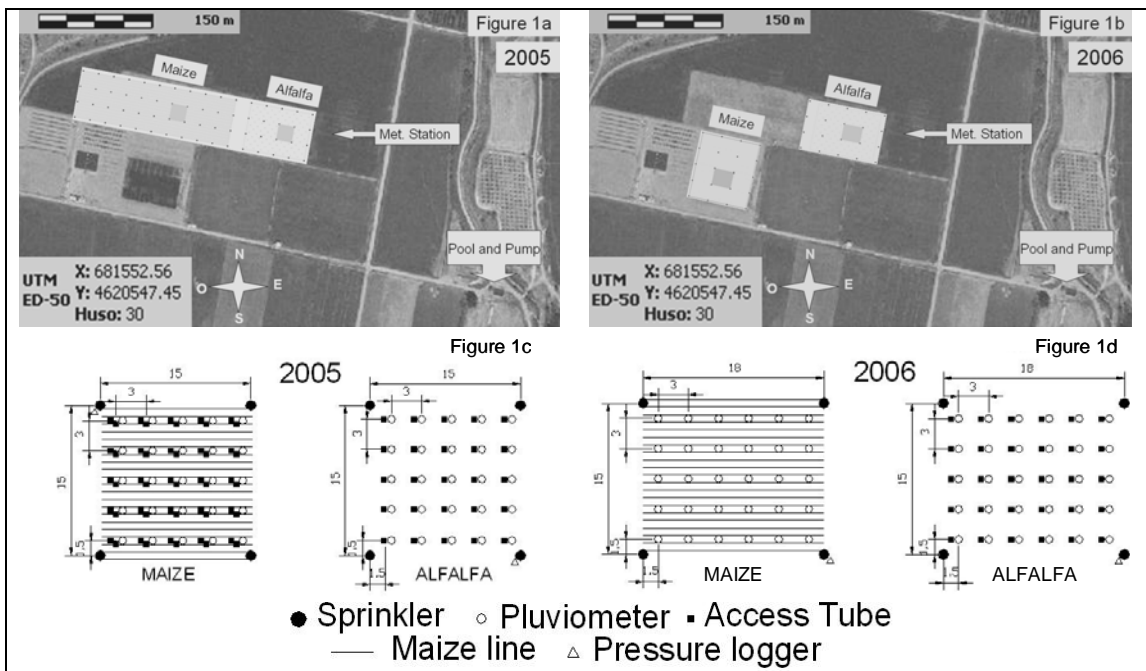 150 m
Figure 1a
2005
Maize
Alfalfa
Met. Station
Pool and Pump
N
O E
S
UTM
ED-50
X: 681552.56
Y: 4620547.45
Huso: 30
150 m
Figure 1b
2006
Alfalfa
Maize
Met. Station
Pool and Pump
N
O E
S
UTM
ED-50
X: 681552.56
Y: 4620547.45
Huso: 30
Figure 1c
2005
15
3
3
15
1.5
MAIZE
15
3
3
15
1.5
1.5
ALFALFA
Figure 1d
2006
18
3
3
15
1.5
1.5
MAIZE
18
3
3
15
1.5
1.5
ALFALFA
Sprinkler Pluviometer Access Tube
Maize line Pressure logger